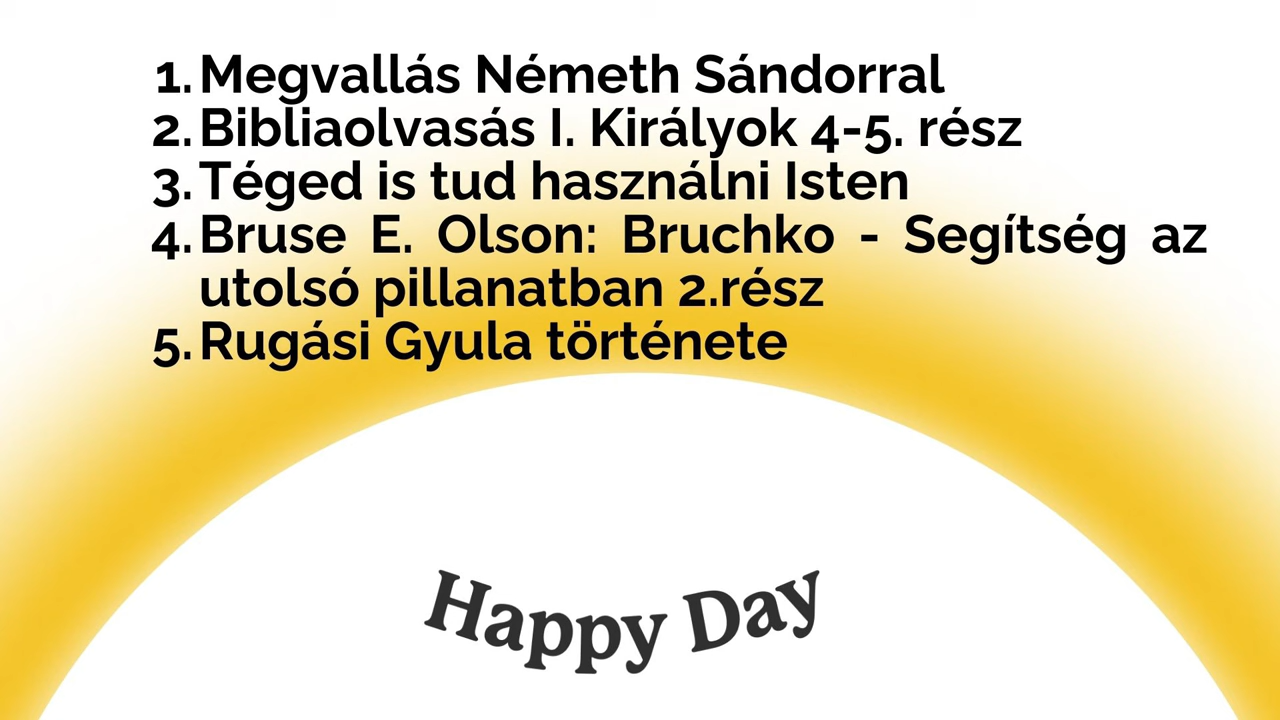 1. Megvallás Németh Sándorral
2. Bibliaolvasás I. Királyok 4-5. rész
3. Téged is tud használni Isten
4. Bruse E. Olson: Bruchko - Segítség az
utolsó pillanatban 2.rész
5. Rugási Gyula története
Happy Day